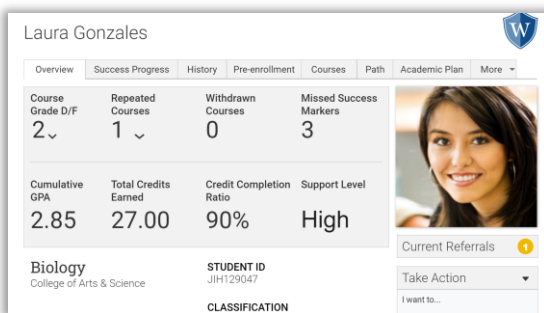 Laura Gonzales
W
Overview Success Progress History Pre-enrollment Courses Path Academic Plan More
Course Grade D/F Repeated Courses Withdrawn Courses Missed Success Markers
2 1 0 3
Cumulative GPA Total Credits Earned Credit Completion Ratio Support Level
2.85 27.00 90% High
Current Referrals 1
Biology
College of Arts & Science
STUDENT ID
JIH129047
CLASSIFICATION
Take Action
I want to...